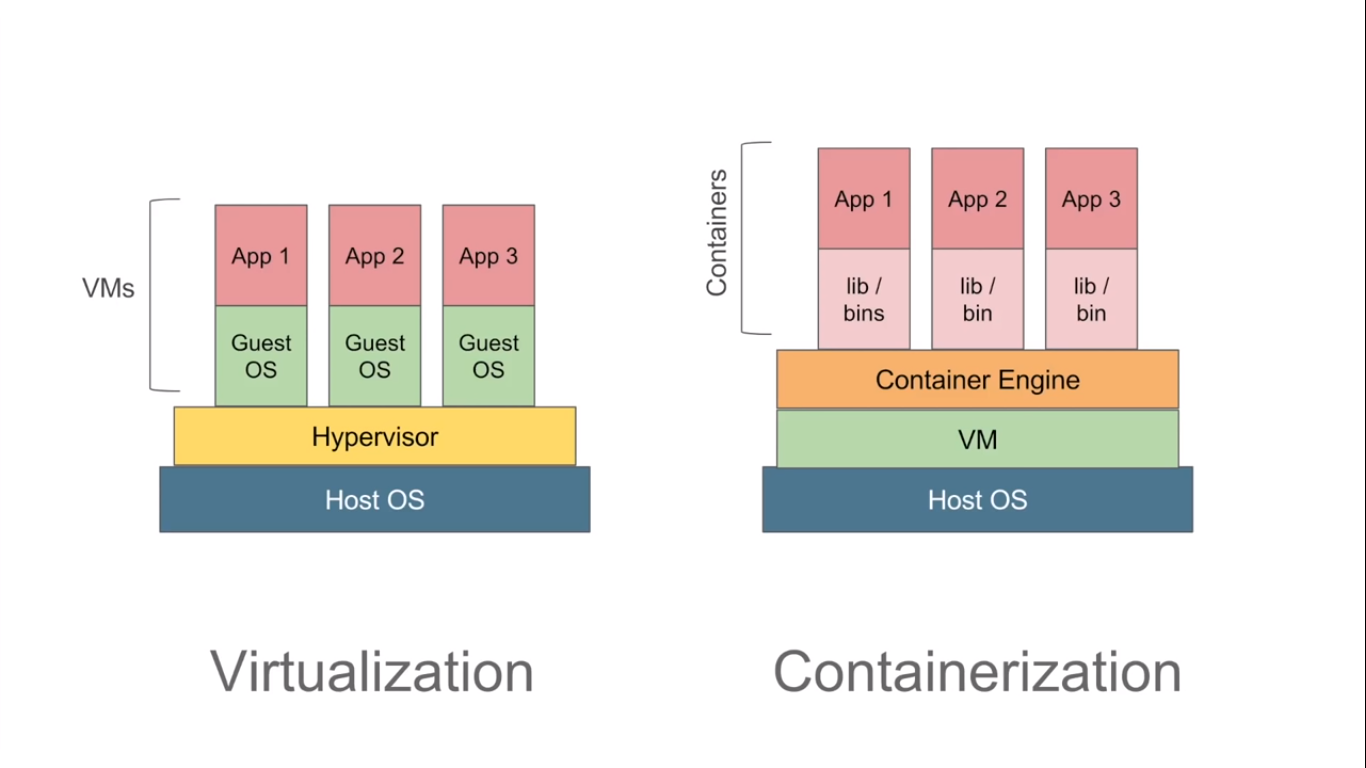 VMs
App 1
App 2
App 3
Guest
OS
Guest
OS
Guest
OS
Hypervisor
Host OS
Virtualization
Containers
App 1
App 2
App 3
lib /
bins
lib /
bin
lib /
bin
Container Engine
VM
Host OS
Containerization